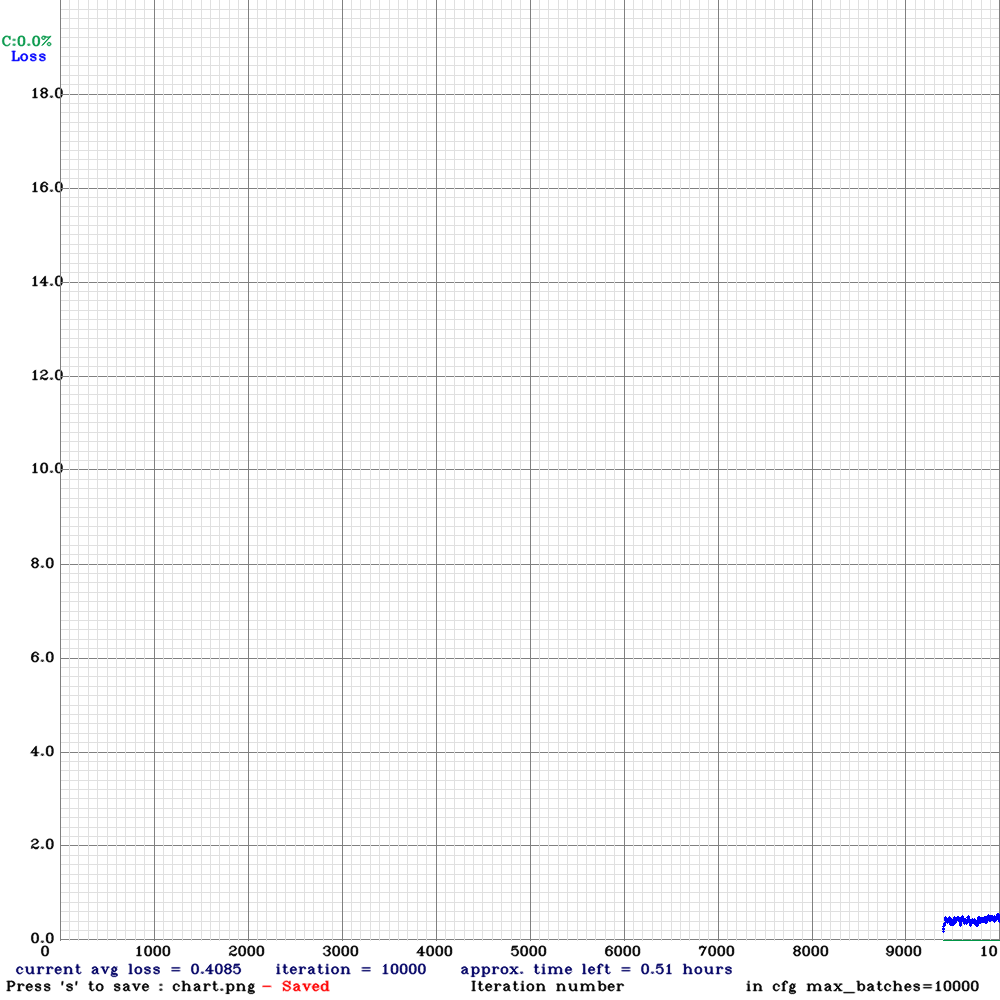 C:0.0%
Loss
18.0
16.0
14.0
12.0
10.0
8.0
6.0
4.0
2.0
0.0
0 1000 2000 3000 4000 5000 6000 7000 8000 9000 10
current avg loss = 0.4085 iteration = 10000 approx. time left = 0.51 hours
Press 's' to save : chart.png - Saved Iteration number in cfg max_batches=10000